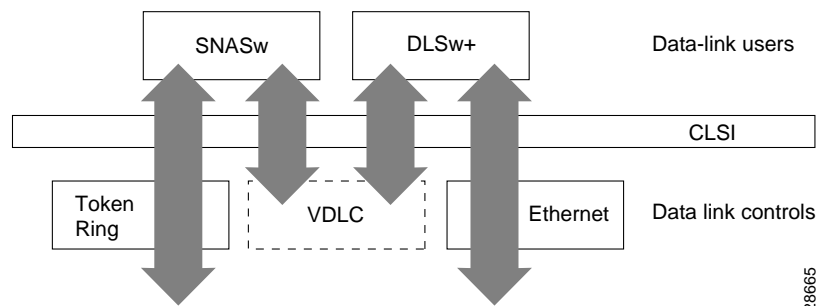 SNASw
DLSw+
Data-link users
CLSI
Token
Ring
VDLC
Ethernet
Data link controls
28665